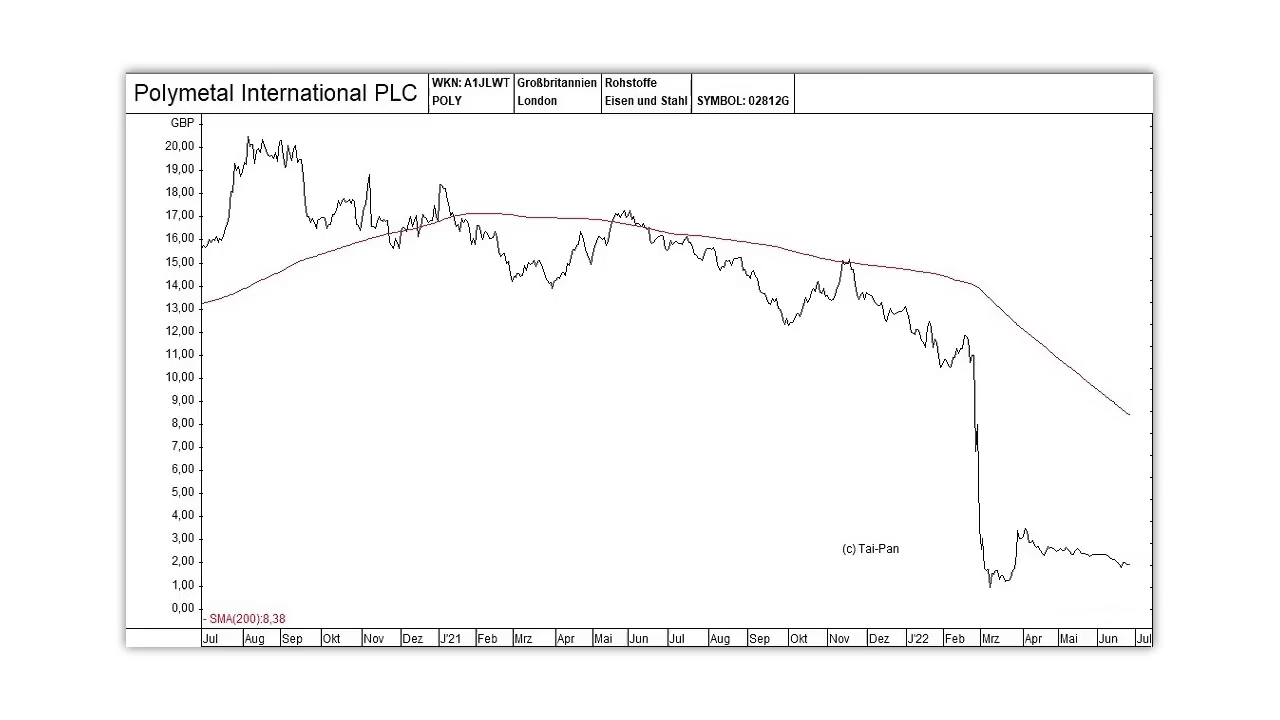 Polymetal International PLC
WKN: A1JLWT
POLY
Großbritannien
London
Rohstoffe
Eisen und Stahl
SYMBOL: 02812G
GBP
20,00
19,00
18,00
17,00
16,00
15,00
14,00
13,00
12,00
11,00
10,00
9,00
8,00
7,00
6,00
5,00
4,00
3,00
2,00
1,00
0,00
(c) Tai-Pan
- SMA(200):8,38
Jul Aug Sep Okt Nov Dez J'21 Feb Mrz Apr Mai Jun Jul Aug Sep Okt Nov Dez J'22 Feb Mrz Apr Mai Jun Jul